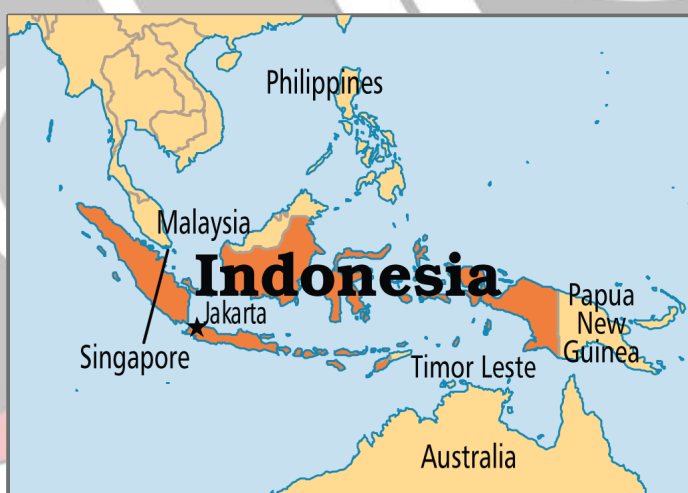 Philippines
Malaysia
Indonesia
Jakarta
Singapore
Papua
New
Guinea
Timor Leste
Australia